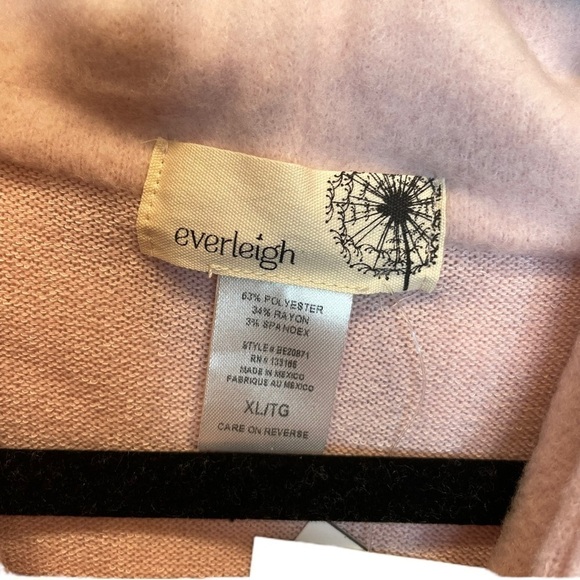 everleigh
63% POLYESTER
34% RAYON
3% SPANDEX
STYLE # BE20871
RN # 133166
MADE IN MEXICO
FABRIQUE AU MEXICO
XL/TG
CARE ON REVERSE